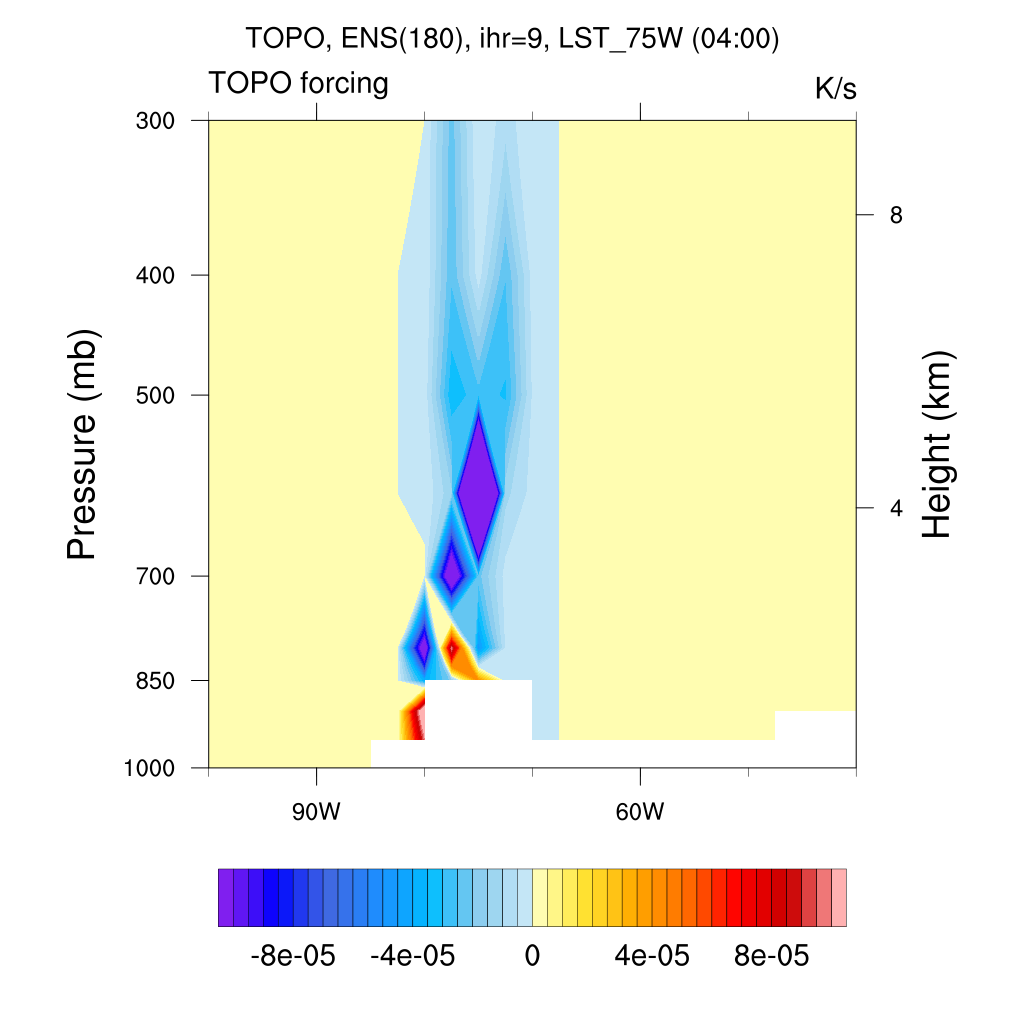 TOPO, ENS(180), ihr=9, LST_75W (04:00)
TOPO forcing
K/s
300
400
500
700
850
1000
Pressure (mb)
8
4
Height (km)
90W
60W
-8e-05
-4e-05
0
4e-05
8e-05